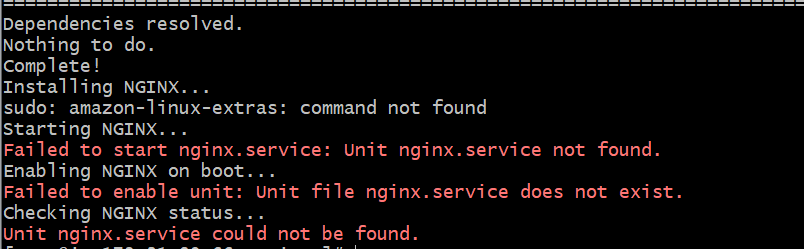 Dependencies resolved.
Nothing to do.
Complete!
Installing NGINX...
sudo: amazon-linux-extras: command not found
Starting NGINX...
Failed to start nginx.service: Unit nginx.service not found.
Enabling NGINX on boot...
Failed to enable unit: Unit file nginx.service does not exist.
Checking NGINX status...
Unit nginx.service could not be found.